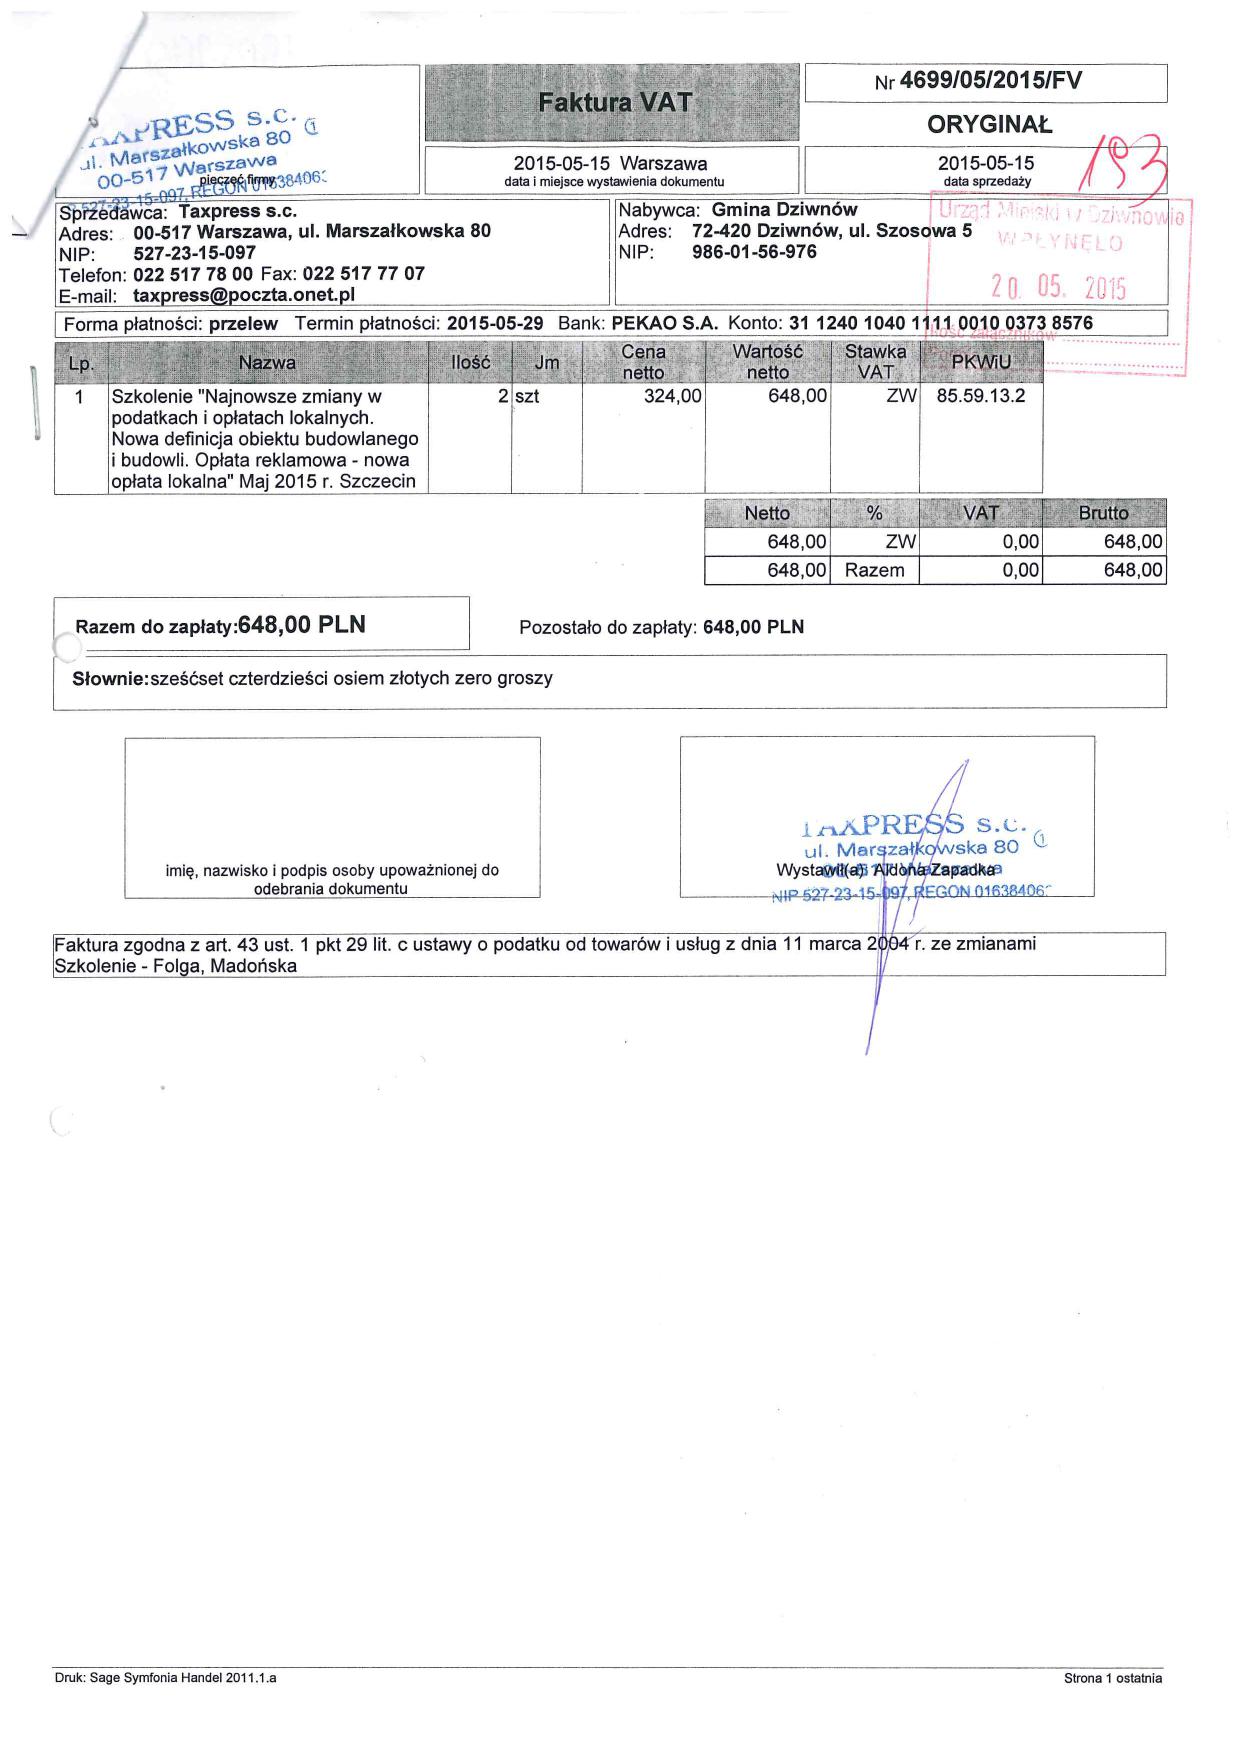 PRESS s.c.
ul. Marszałkowska 80
00-517 Warszawa
pieczęć firmy
527-23-15-097, REGON 01638406
Faktura VAT
Nr 4699/05/2015/FV
ORYGINAŁ
193
2015-05-15 Warszawa
data i miejsce wystawienia dokumentu
2015-05-15
data sprzedaży
Sprzedawca: Taxpress s.c.
Adres: 00-517 Warszawa, ul. Marszałkowska 80
NIP: 527-23-15-097
Telefon: 022 517 78 00 Fax: 022 517 77 07
E-mail: taxpress@poczta.onet.pl
Nabywca: Gmina Dziwnów
Adres: 72-420 Dziwnów, ul. Szosowa 5
NIP: 986-01-56-976
Urząd Miejski w Dziwnowie
WPŁYNĘŁO
20. 05. 2015
Ilość załączników
Forma płatności: przelew Termin płatności: 2015-05-29 Bank: PEKAO S.A. Konto: 31 1240 1040 1111 0010 0373 8576
Lp. Nazwa Ilość Jm Cena netto Wartość netto Stawka VAT PKWiU
1 Szkolenie "Najnowsze zmiany w 2 szt 324,00 648,00 ZW 85.59.13.2
podatkach i opłatach lokalnych.
Nowa definicja obiektu budowlanego
i budowli. Opłata reklamowa - nowa
opłata lokalna" Maj 2015 r. Szczecin
Netto % VAT Brutto
648,00 ZW 0,00 648,00
648,00 Razem 0,00 648,00
Razem do zapłaty:648,00 PLN
Pozostało do zapłaty: 648,00 PLN
Słownie:sześćset czterdzieści osiem złotych zero groszy
imię, nazwisko i podpis osoby upoważnionej do
odebrania dokumentu
TAXPRESS s.c.
ul. Marszałkowska 80
Wystawił(a) Aldona Zapadka
NIP 527-23-15-097, REGON 01638406
Faktura zgodna z art. 43 ust. 1 pkt 29 lit. c ustawy o podatku od towarów i usług z dnia 11 marca 2004 r. ze zmianami
Szkolenie - Folga, Madońska
Druk: Sage Symfonia Handel 2011.1.a
Strona 1 ostatnia